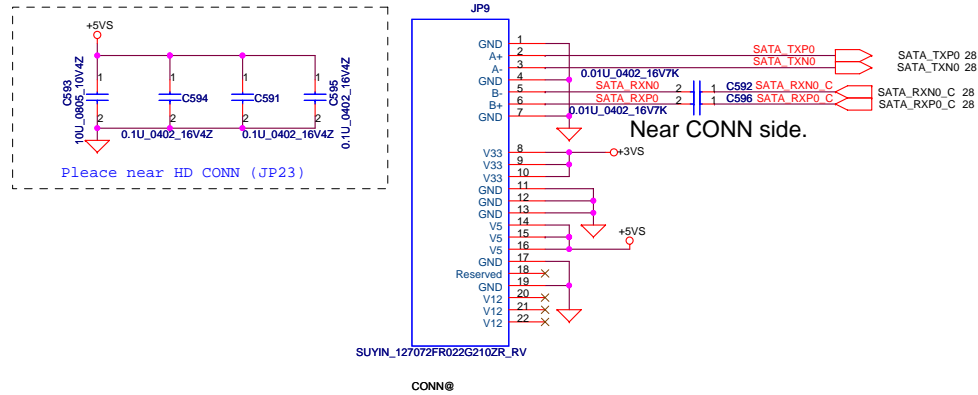 +5VS
1
1
1
1
C593
10U_0805_10V4Z
C594
C591
C595
0.1U_0402_16V4Z
2
2
2
2
0.1U_0402_16V4Z
0.1U_0402_16V4Z
Pleace near HD CONN (JP23)
JP9
GND 1
A+ 2 SATA_TXP0 SATA_TXP0 28
A- 3 SATA_TXN0 SATA_TXN0 28
GND 4 0.01U_0402_16V7K
B- 5 SATA_RXN0 2 1 C592 SATA_RXN0_C SATA_RXN0_C 28
B+ 6 SATA_RXP0 2 1 C596 SATA_RXP0_C SATA_RXP0_C 28
GND 7 0.01U_0402_16V7K
Near CONN side.
V33 8 +3VS
V33 9
V33 10
GND 11
GND 12
GND 13
V5 14
V5 15 +5VS
V5 16
GND 17
Reserved 18
GND 19
V12 20
V12 21
V12 22
SUYIN_127072FR022G210ZR_RV
CONN@